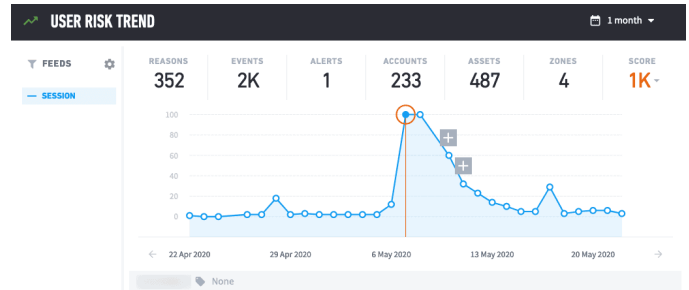 USER RISK TREND
1 month
FEEDS
SESSION
REASONS EVENTS ALERTS ACCOUNTS ASSETS ZONES SCORE
352 2K 1 233 487 4 1K
100
80
60
40
20
0
22 Apr 2020 29 Apr 2020 6 May 2020 13 May 2020 20 May 2020
None